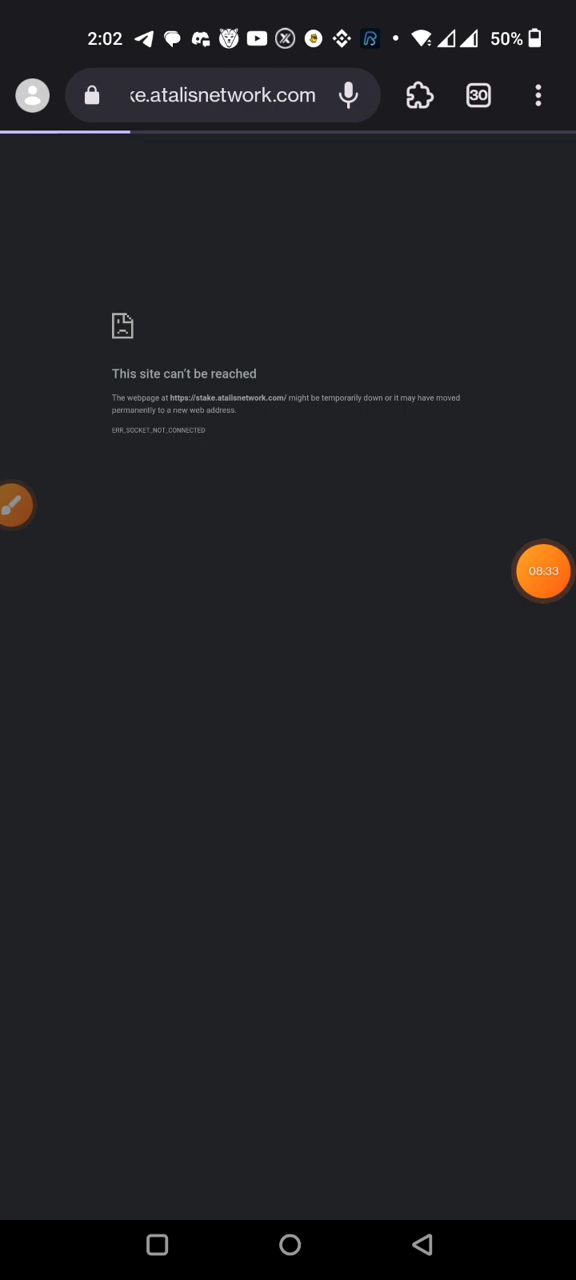 2:02
50%
ke.atalisnetwork.com
30
This site can't be reached
The webpage at https://stake.atalisnetwork.com/ might be temporarily down or it may have moved
permanently to a new web address.
ERR_SOCKET_NOT_CONNECTED
08:33